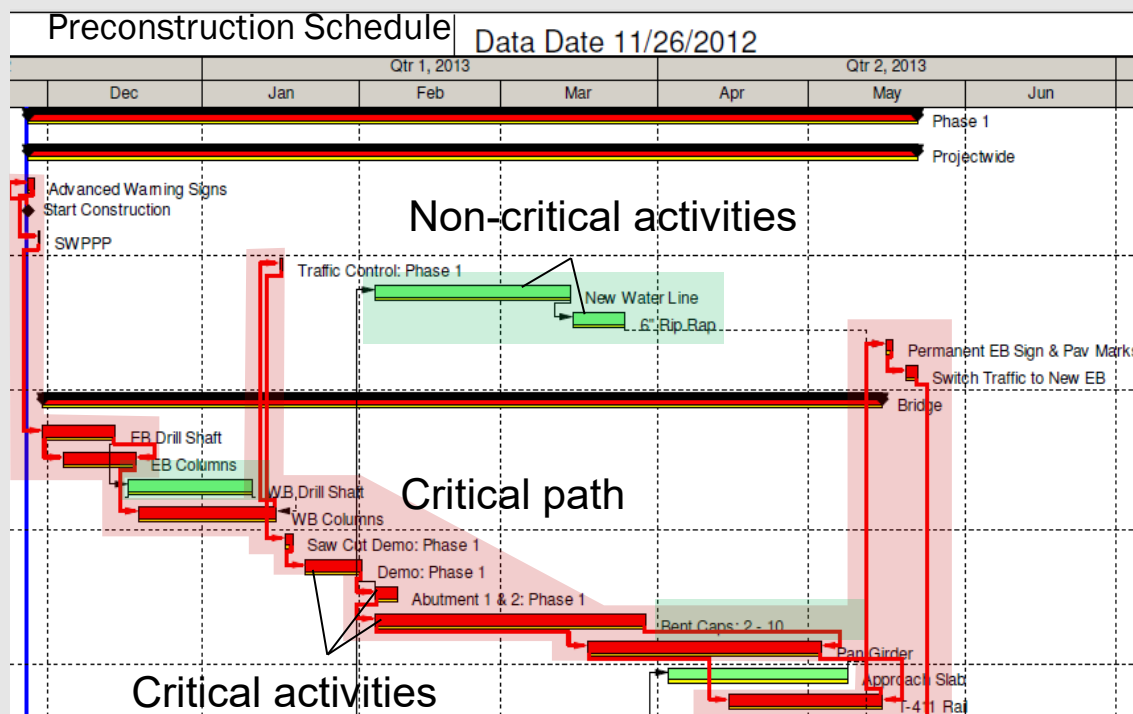 Preconstruction Schedule
Data Date 11/26/2012
Qtr 1, 2013
Qtr 2, 2013
Dec
Jan
Feb
Mar
Apr
May
Jun
Phase 1
Projectwide
Advanced Warning Signs
Start Construction
Non-critical activities
SWPPP
Traffic Control: Phase 1
New Water Line
6" Rip Rap
Permanent EB Sign & Pav Marks
Switch Traffic to New EB
Bridge
EB Drill Shaft
EB Columns
WB Drill Shaft
Critical path
WB Columns
Saw Cut Demo: Phase 1
Demo: Phase 1
Abutment 1 & 2: Phase 1
Bent Caps: 2 - 10
Pan Girder
Approach Slab
Critical activities
T-411 Rail